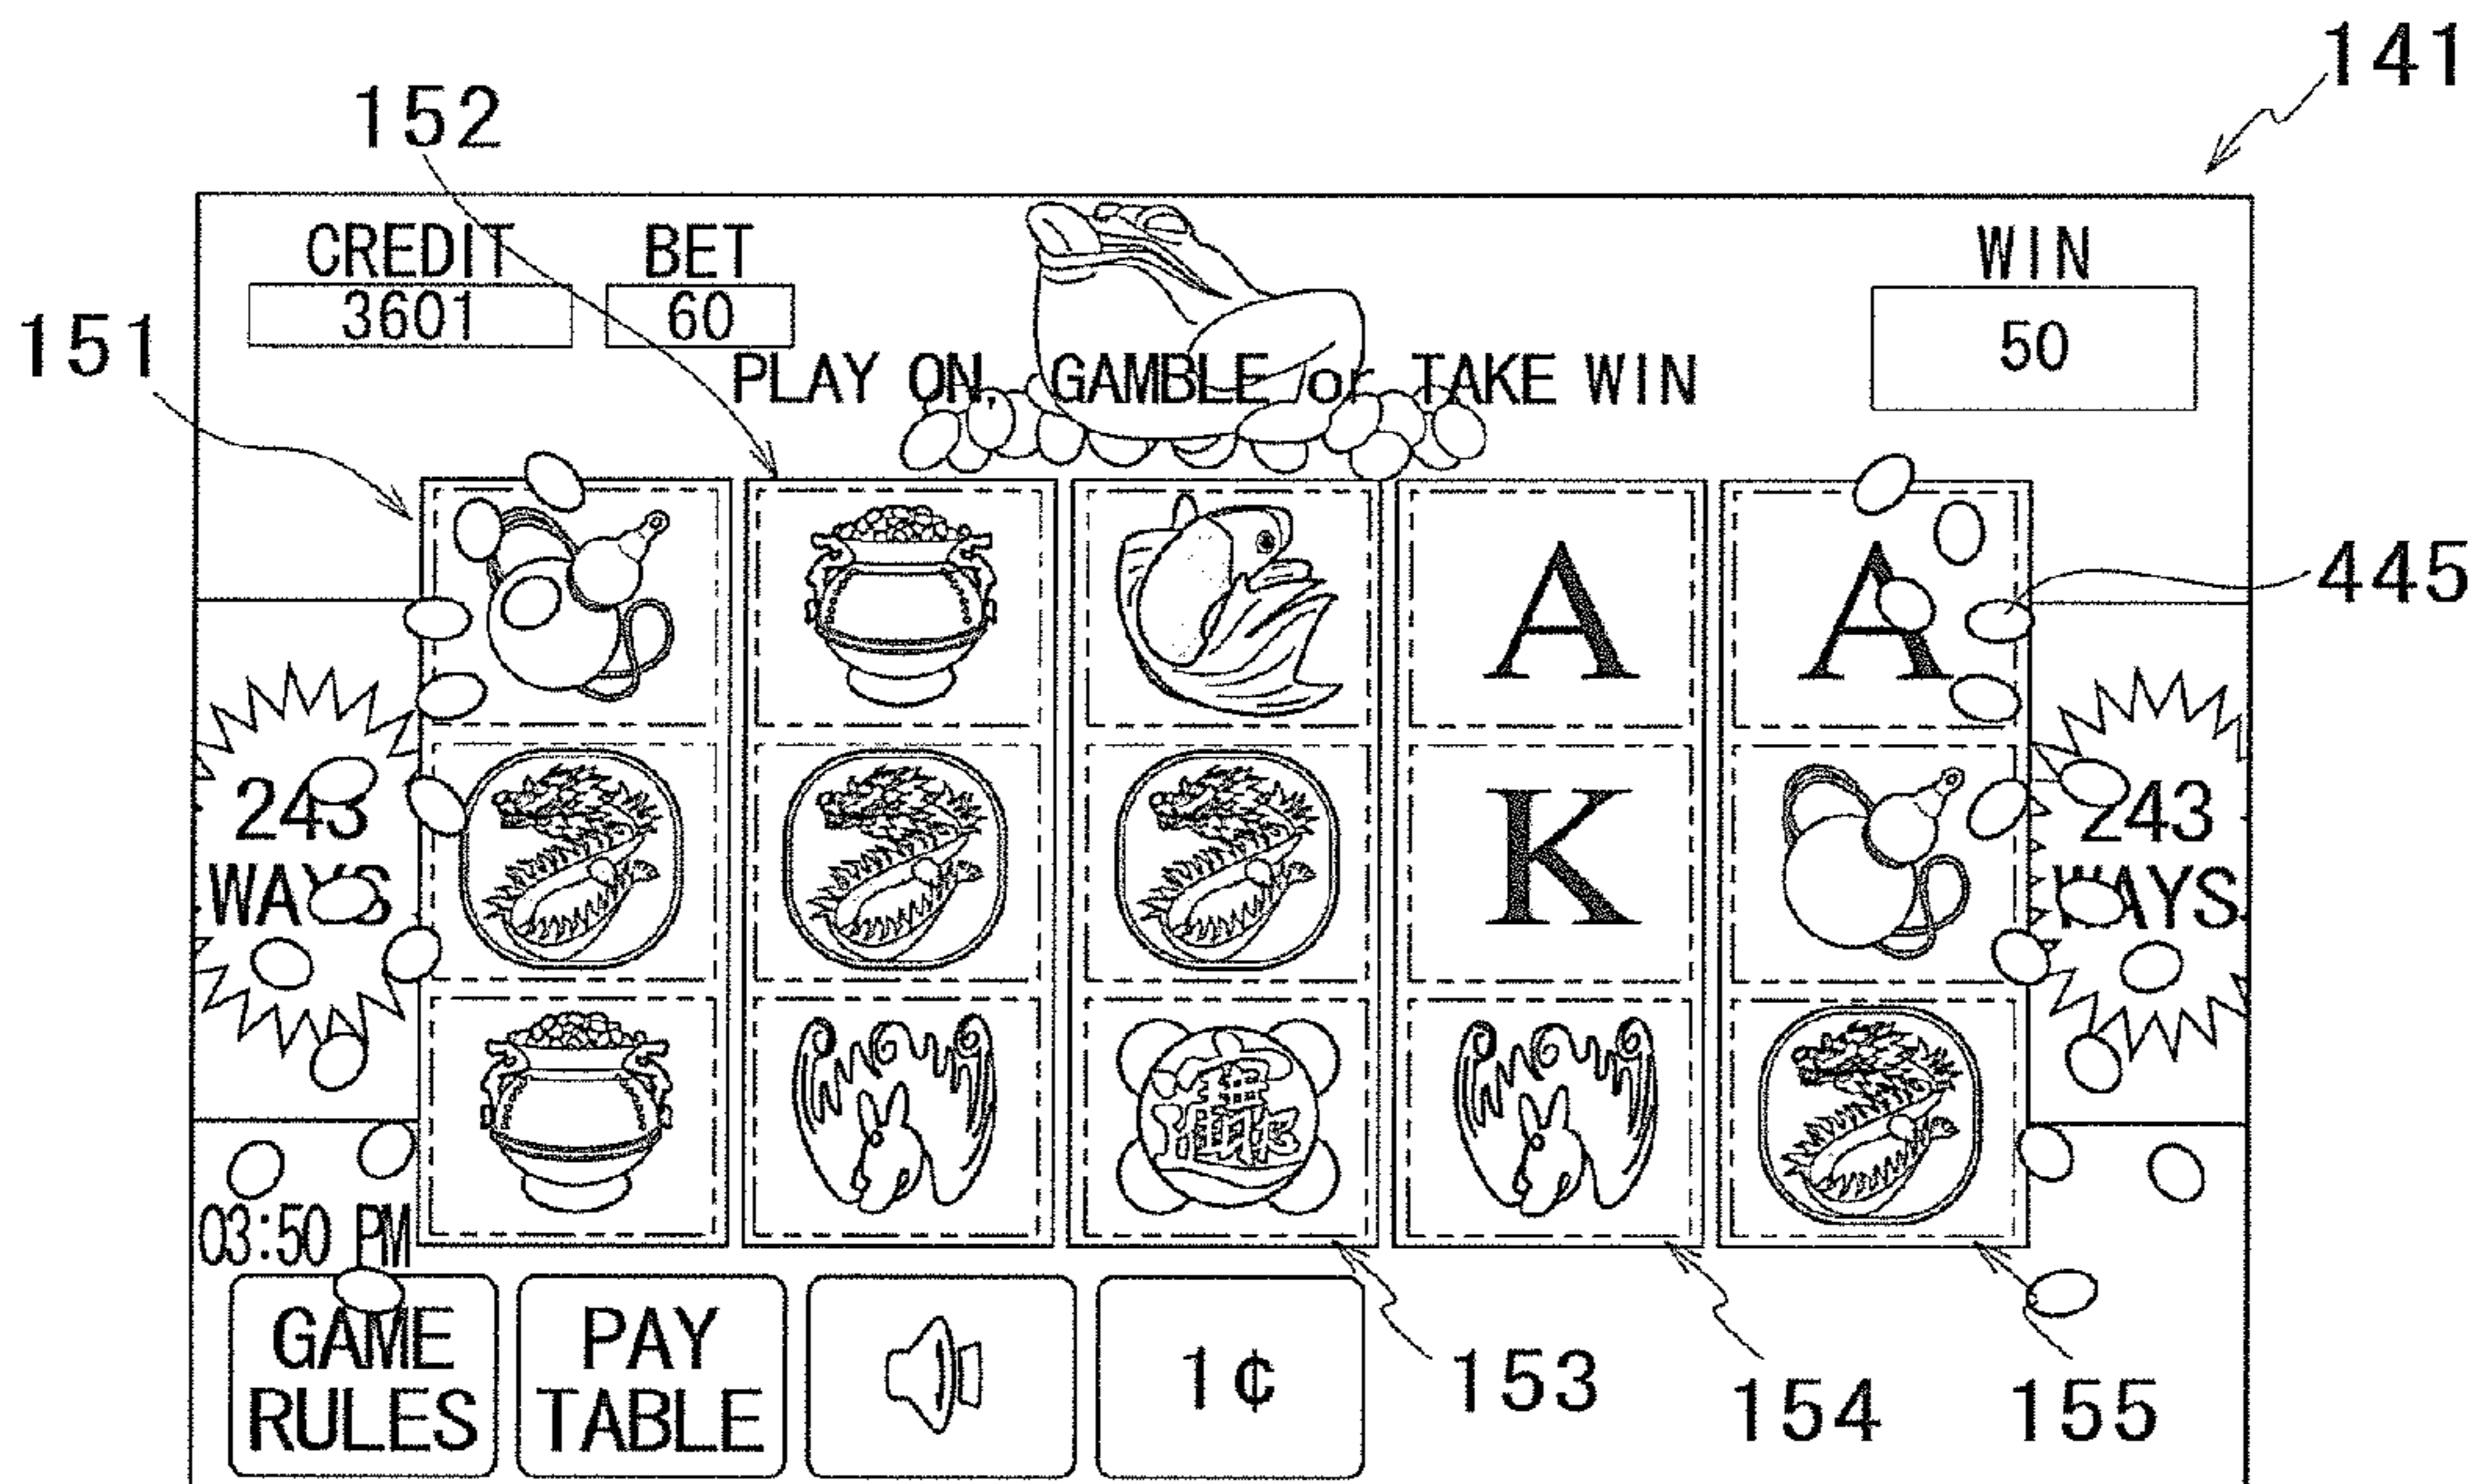 141
152
CREDIT BET WIN
3601 60 50
151
PLAY ON, GAMBLE or TAKE WIN
A A
445
243 K 243
WAYS WAYS
03:50 PM
GAME PAY
RULES TABLE
1¢
153
154 155